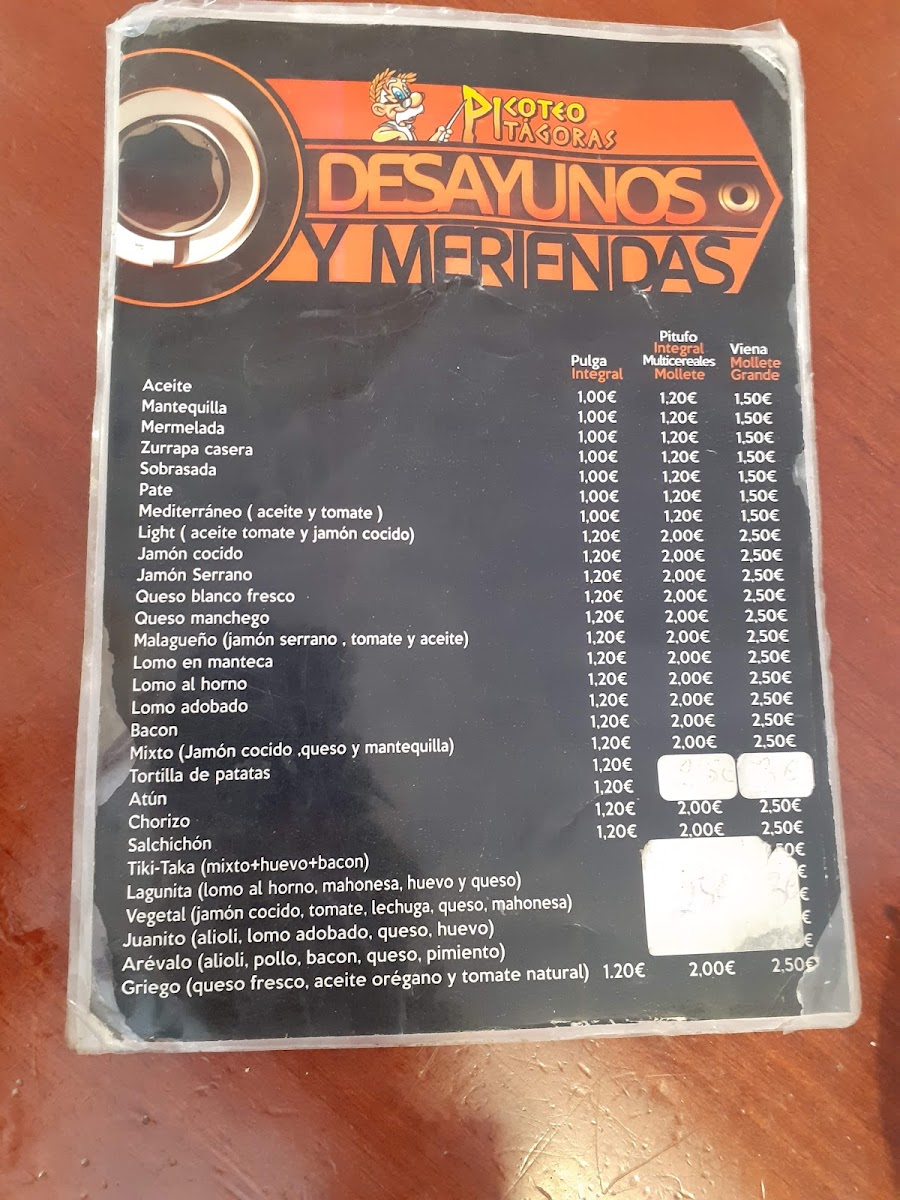 PICOTEO
PITÁGORAS
DESAYUNOS
Y MERIENDAS
Pulga
Integral
Pitufo
Integral
Multicereales
Mollete
Viena
Mollete
Grande
Aceite 1,00€ 1,20€ 1,50€
Mantequilla 1,00€ 1,20€ 1,50€
Mermelada 1,00€ 1,20€ 1,50€
Zurrapa casera 1,00€ 1,20€ 1,50€
Sobrasada 1,00€ 1,20€ 1,50€
Pate 1,00€ 1,20€ 1,50€
Mediterráneo ( aceite y tomate ) 1,00€ 1,20€ 1,50€
Light ( aceite tomate y jamón cocido) 1,20€ 2,00€ 2,50€
Jamón cocido 1,20€ 2,00€ 2,50€
Jamón Serrano 1,20€ 2,00€ 2,50€
Queso blanco fresco 1,20€ 2,00€ 2,50€
Queso manchego 1,20€ 2,00€ 2,50€
Malagueño (jamón serrano , tomate y aceite) 1,20€ 2,00€ 2,50€
Lomo en manteca 1,20€ 2,00€ 2,50€
Lomo al horno 1,20€ 2,00€ 2,50€
Lomo adobado 1,20€ 2,00€ 2,50€
Bacon 1,20€ 2,00€ 2,50€
Mixto (Jamón cocido ,queso y mantequilla) 1,20€ 2,00€ 2,50€
Tortilla de patatas 1,20€
Atún 1,20€
Chorizo 1,20€ 2,00€ 2,50€
Salchichón 1,20€ 2,00€ 2,50€
Tiki-Taka (mixto+huevo+bacon)
Lagunita (lomo al horno, mahonesa, huevo y queso)
Vegetal (jamón cocido, tomate, lechuga, queso, mahonesa)
Juanito (alioli, lomo adobado, queso, huevo)
Arévalo (alioli, pollo, bacon, queso, pimiento)
Griego (queso fresco, aceite orégano y tomate natural) 1.20€ 2,00€ 2,50€